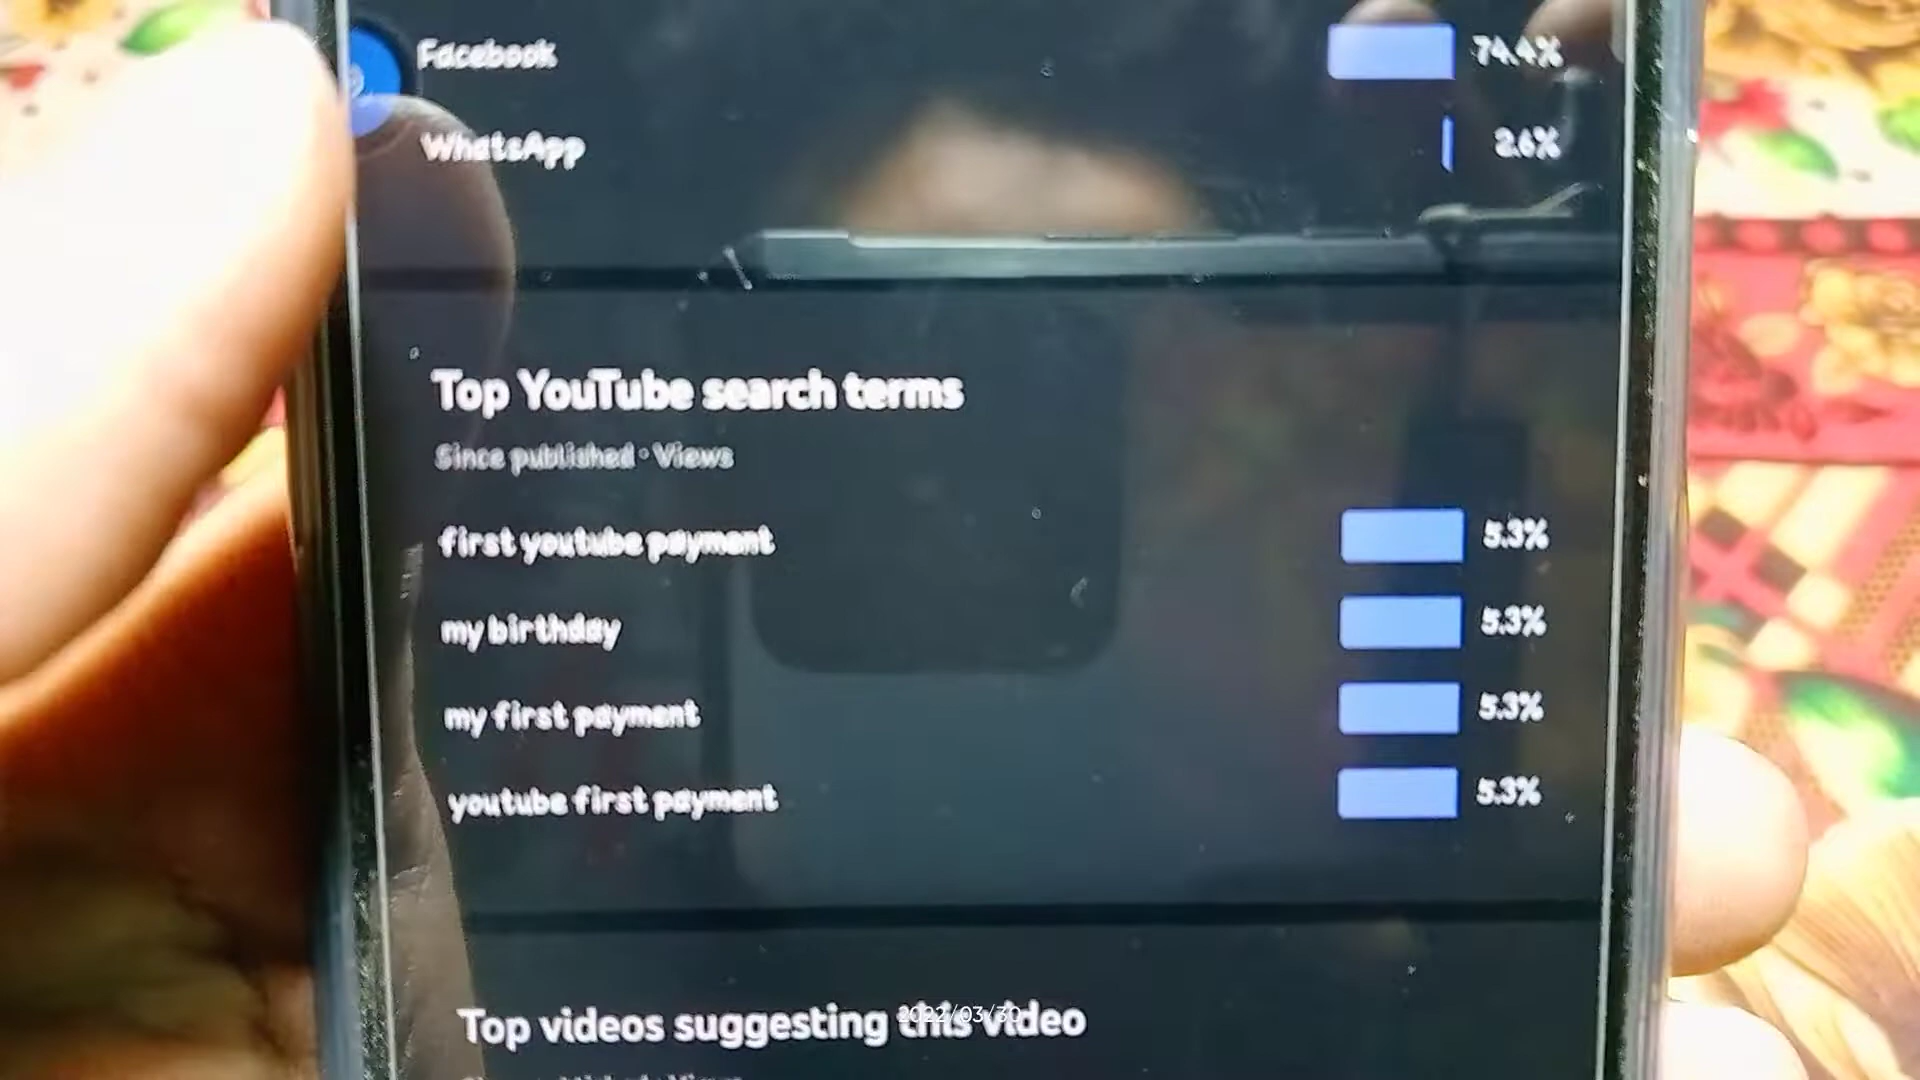 Facebook 74.4%
WhatsApp 2.6%
Top YouTube search terms
Since published · Views
first youtube payment 5.3%
my birthday 5.3%
my first payment 5.3%
youtube first payment 5.3%
Top videos suggesting this video
2022/03/30